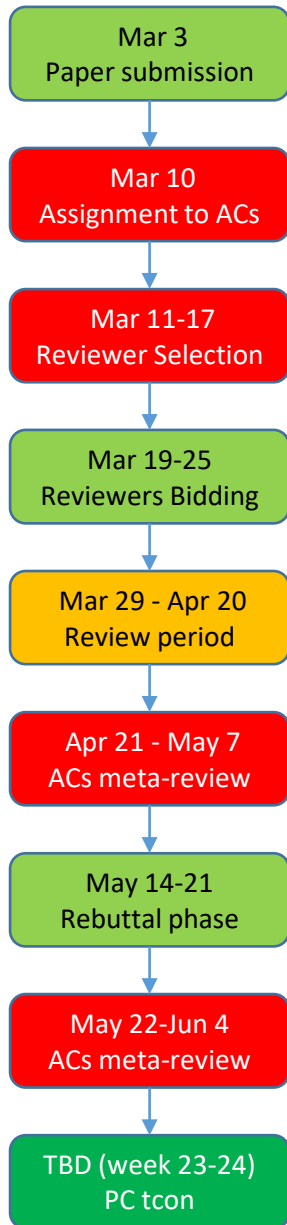 Mar 3
Paper submission
Mar 10
Assignment to ACs
Mar 11-17
Reviewer Selection
Mar 19-25
Reviewers Bidding
Mar 29 - Apr 20
Review period
Apr 21 - May 7
ACs meta-review
May 14-21
Rebuttal phase
May 22-Jun 4
ACs meta-review
TBD (week 23-24)
PC tcon